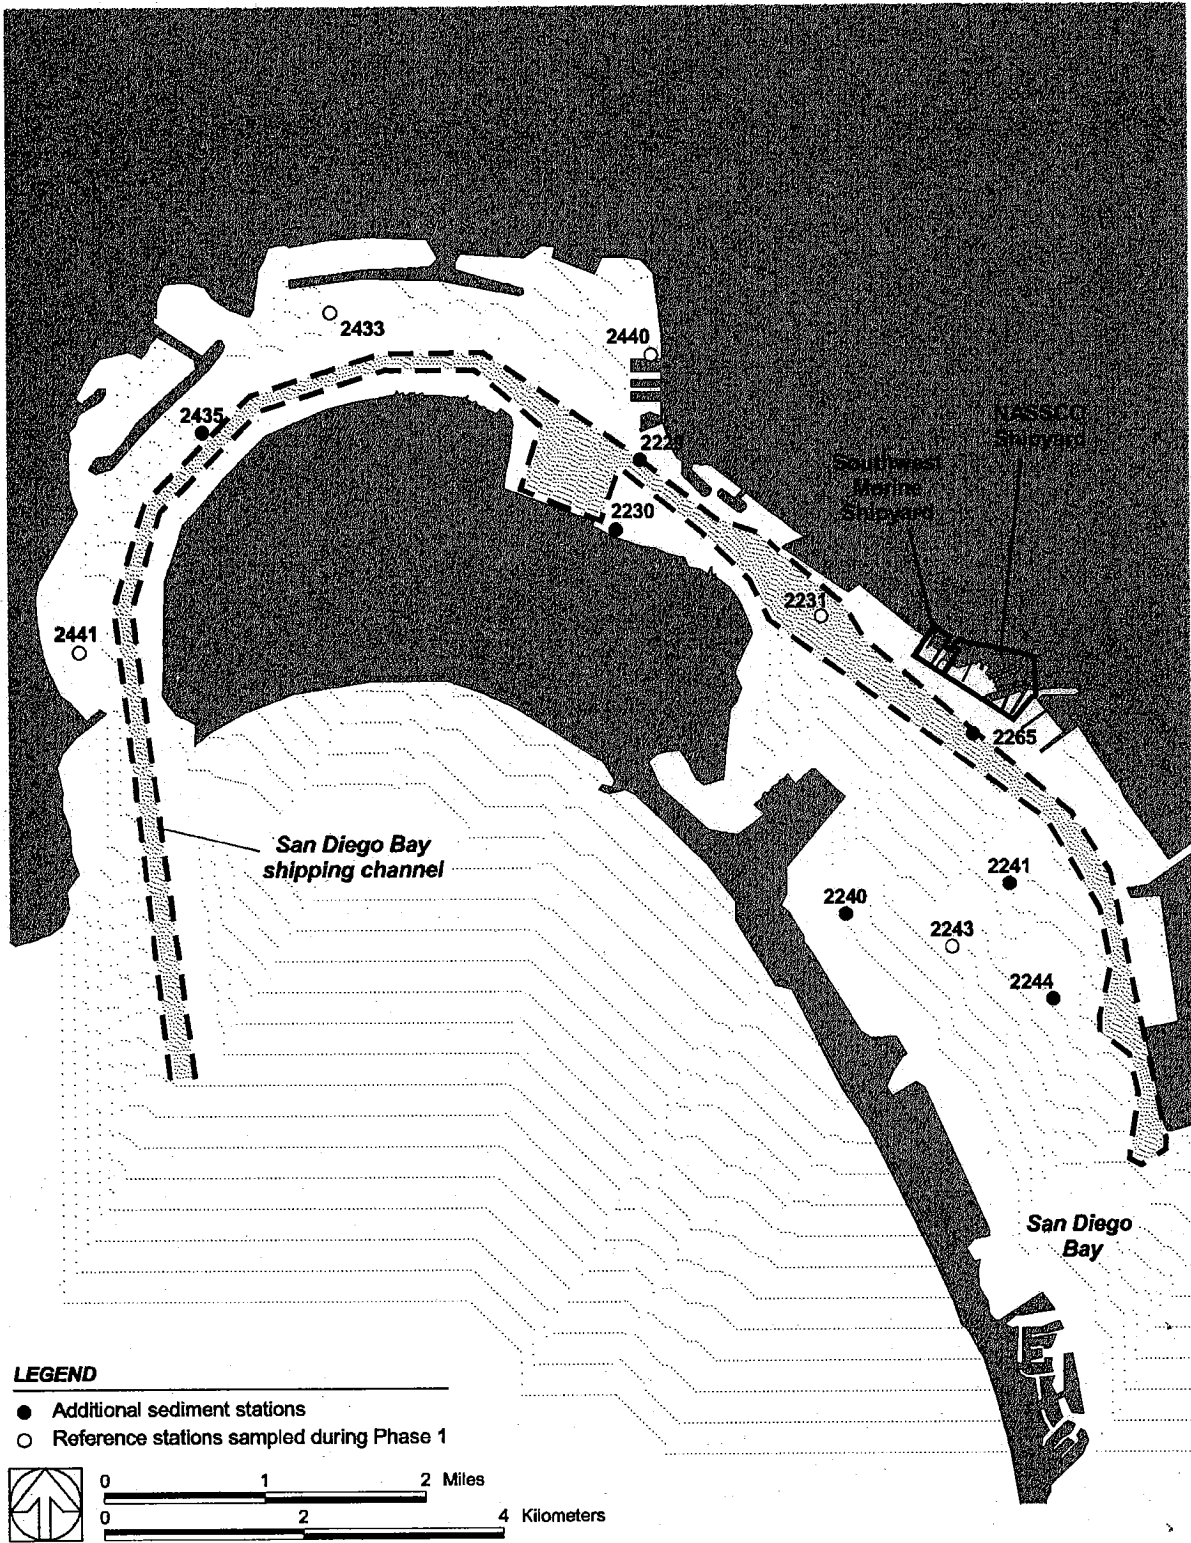 2433
2440
2435
NASSCO
Shipyard
Southwest
Marine
Shipyard
2230
2231
2441
2265
San Diego Bay
shipping channel
2241
2240
2243
2244
San Diego
Bay
LEGEND
Additional sediment stations
Reference stations sampled during Phase 1
0 1 2 Miles
0 2 4 Kilometers